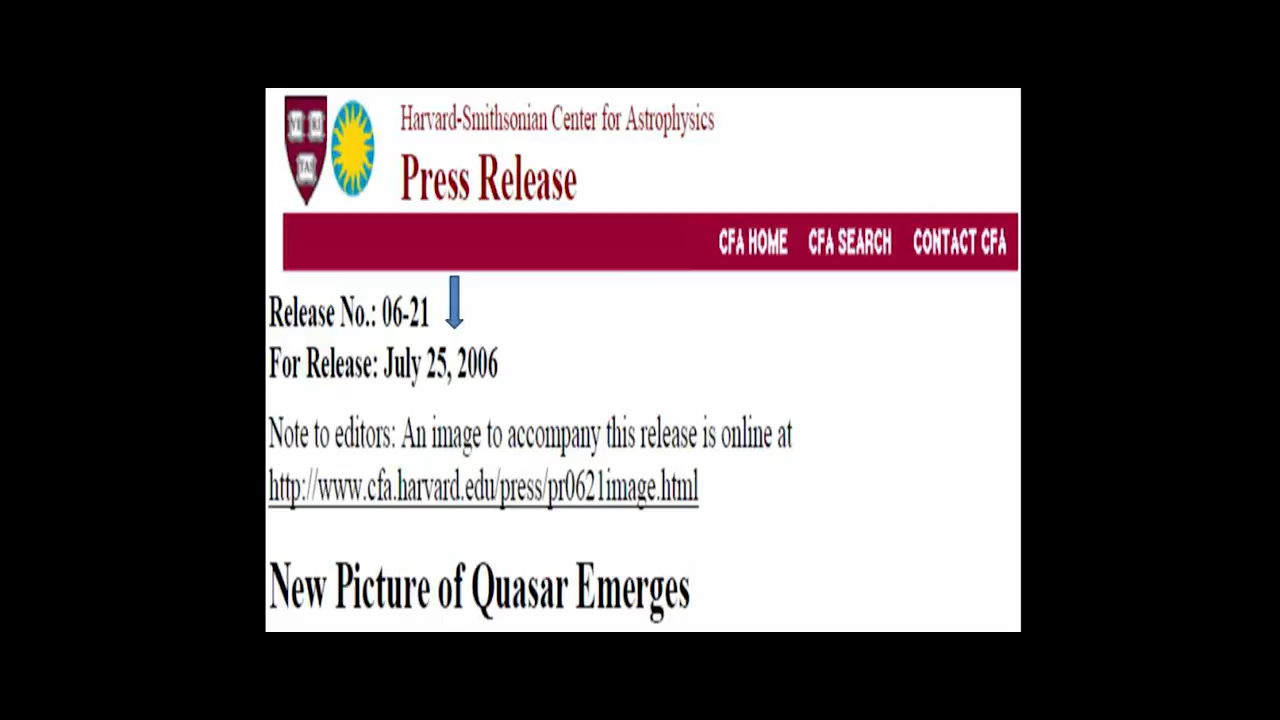 Harvard-Smithsonian Center for Astrophysics
Press Release
CFA HOME CFA SEARCH CONTACT CFA
Release No.: 06-21
For Release: July 25, 2006
Note to editors: An image to accompany this release is online at
http://www.cfa.harvard.edu/press/pr0621image.html
New Picture of Quasar Emerges